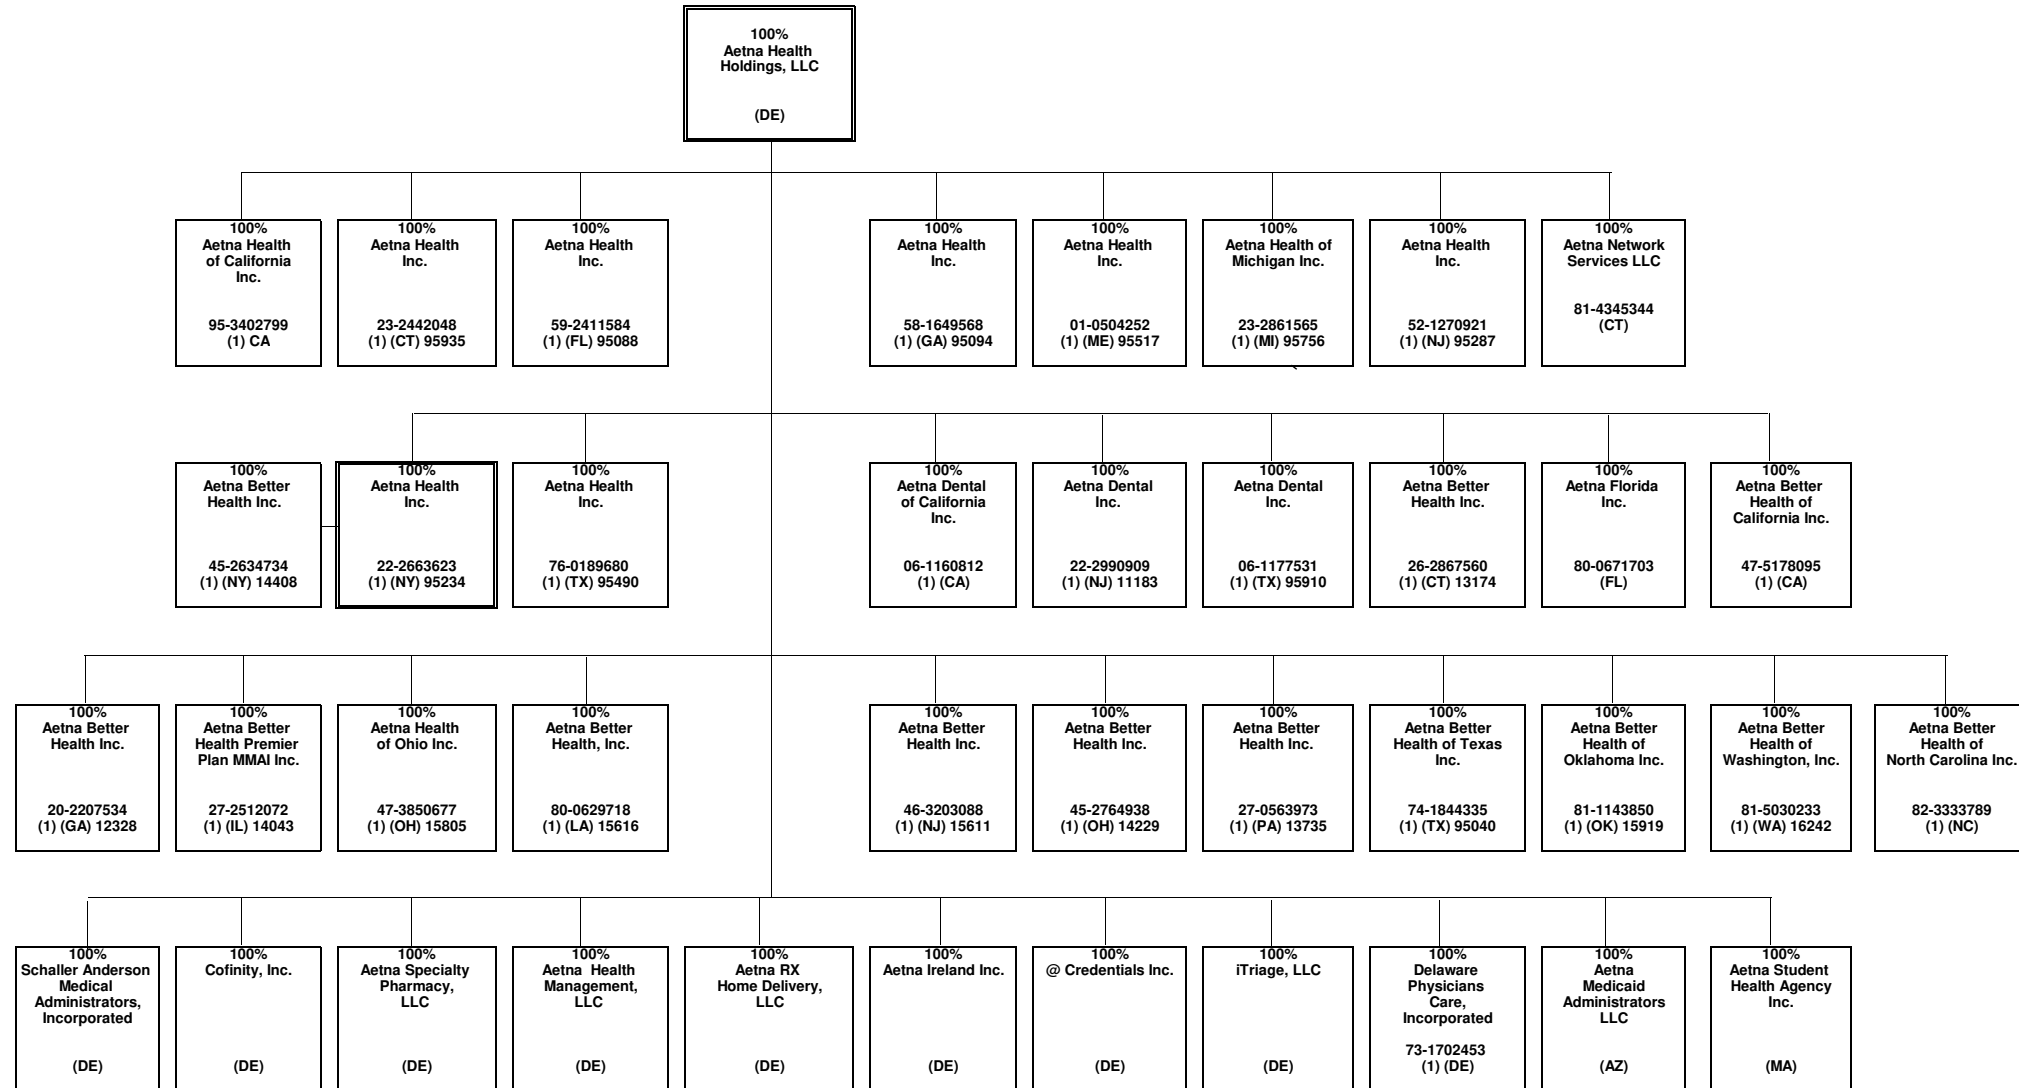 100%
Aetna Health
Holdings, LLC
(DE)
100%
Aetna Health
of California
Inc.
95-3402799
(1) CA
100%
Aetna Health
Inc.
23-2442048
(1) (CT) 95935
100%
Aetna Health
Inc.
59-2411584
(1) (FL) 95088
100%
Aetna Health
Inc.
58-1649568
(1) (GA) 95094
100%
Aetna Health
Inc.
01-0504252
(1) (ME) 95517
100%
Aetna Health of
Michigan Inc.
23-2861565
(1) (MI) 95756
100%
Aetna Health
Inc.
52-1270921
(1) (NJ) 95287
100%
Aetna Network
Services LLC
81-4345344
(CT)
100%
Aetna Better
Health Inc.
45-2634734
(1) (NY) 14408
100%
Aetna Health
Inc.
22-2663623
(1) (NY) 95234
100%
Aetna Health
Inc.
76-0189680
(1) (TX) 95490
100%
Aetna Dental
of California
Inc.
06-1160812
(1) (CA)
100%
Aetna Dental
Inc.
22-2990909
(1) (NJ) 11183
100%
Aetna Dental
Inc.
06-1177531
(1) (TX) 95910
100%
Aetna Better
Health Inc.
26-2867560
(1) (CT) 13174
100%
Aetna Florida
Inc.
80-0671703
(FL)
100%
Aetna Better
Health of
California Inc.
47-5178095
(1) (CA)
100%
Aetna Better
Health Inc.
20-2207534
(1) (GA) 12328
100%
Aetna Better
Health Premier
Plan MMAI Inc.
27-2512072
(1) (IL) 14043
100%
Aetna Health
of Ohio Inc.
47-3850677
(1) (OH) 15805
100%
Aetna Better
Health, Inc.
80-0629718
(1) (LA) 15616
100%
Aetna Better
Health Inc.
46-3203088
(1) (NJ) 15611
100%
Aetna Better
Health Inc.
45-2764938
(1) (OH) 14229
100%
Aetna Better
Health Inc.
27-0563973
(1) (PA) 13735
100%
Aetna Better
Health of Texas
Inc.
74-1844335
(1) (TX) 95040
100%
Aetna Better
Health of
Oklahoma Inc.
81-1143850
(1) (OK) 15919
100%
Aetna Better
Health of
Washington, Inc.
81-5030233
(1) (WA) 16242
100%
Aetna Better
Health of
North Carolina Inc.
82-3333789
(1) (NC)
100%
Schaller Anderson
Medical
Administrators,
Incorporated
(DE)
100%
Cofinity, Inc.
(DE)
100%
Aetna Specialty
Pharmacy,
LLC
(DE)
100%
Aetna Health
Management,
LLC
(DE)
100%
Aetna RX
Home Delivery,
LLC
(DE)
100%
Aetna Ireland Inc.
(DE)
100%
@ Credentials Inc.
(DE)
100%
iTriage, LLC
(DE)
100%
Delaware
Physicians
Care,
Incorporated
73-1702453
(1) (DE)
100%
Aetna
Medicaid
Administrators
LLC
(AZ)
100%
Aetna Student
Health Agency
Inc.
(MA)